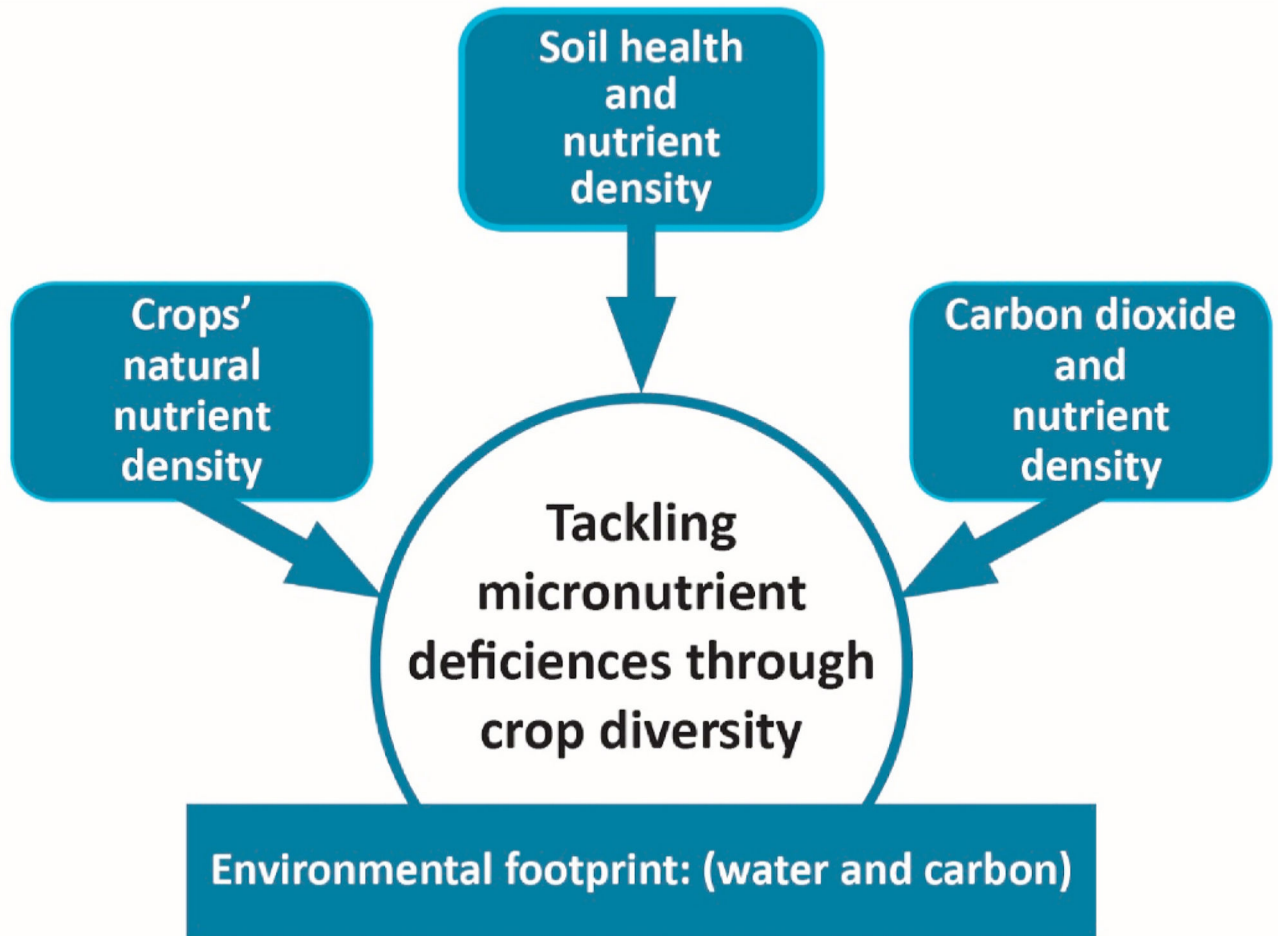 Soil health
and
nutrient
density
Crops’
natural
nutrient
density
Carbon dioxide
and
nutrient
density
Tackling
micronutrient
deficiences through
crop diversity
Environmental footprint: (water and carbon)